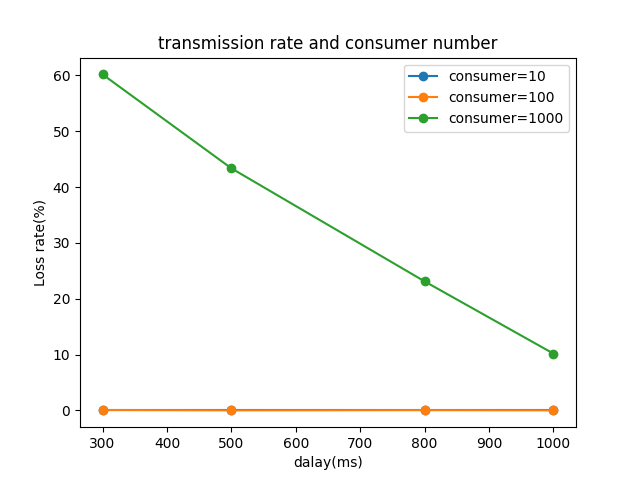 transmission rate and consumer number
consumer=10
consumer=100
consumer=1000
Loss rate(%)
60
50
40
30
20
10
0
300 400 500 600 700 800 900 1000
dalay(ms)